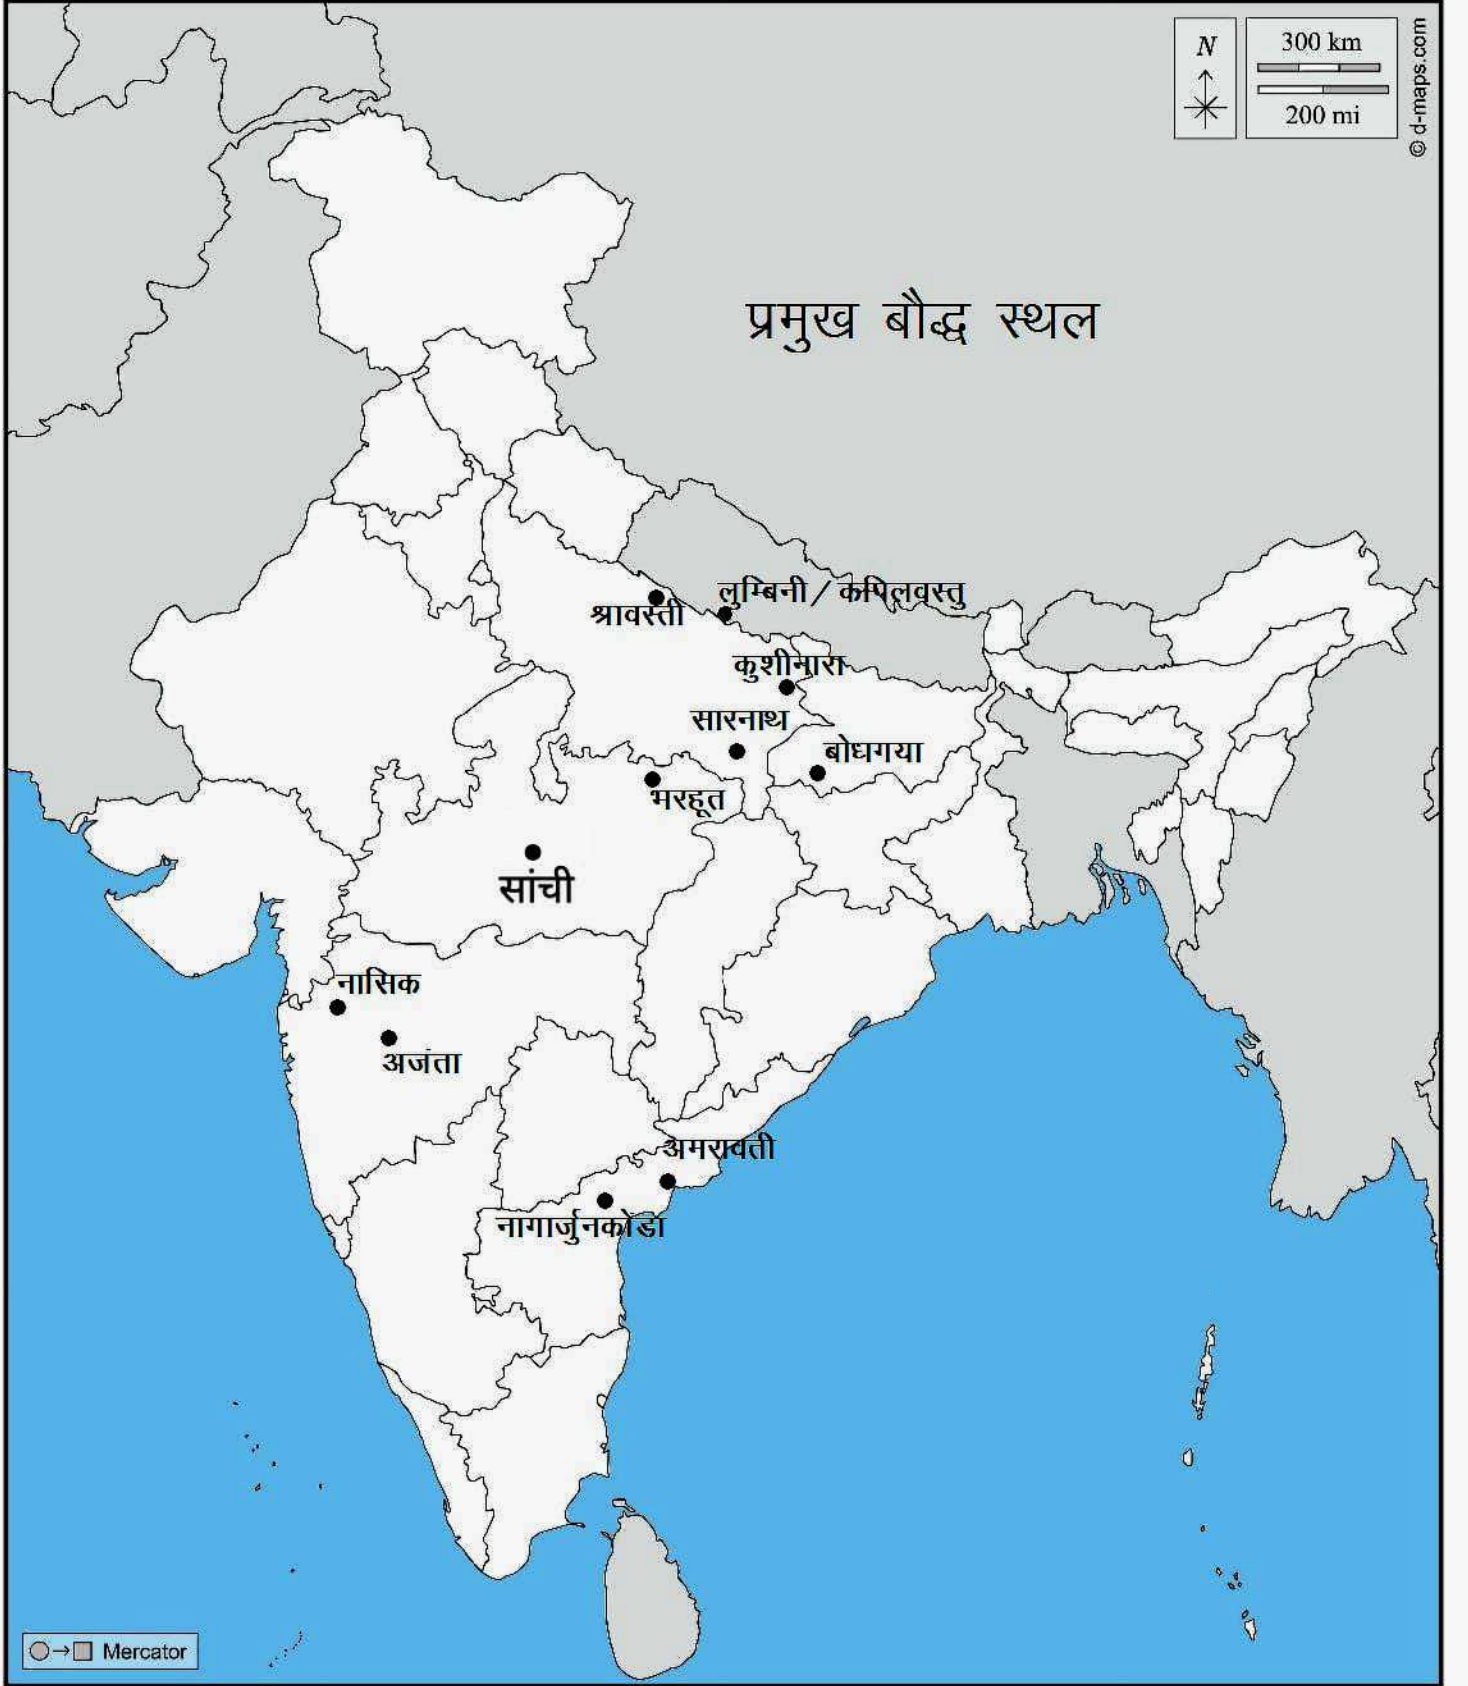 N
300 km
200 mi
© d-maps.com
प्रमुख बौद्ध स्थल
लुम्बिनी / कपिलवस्तु
श्रावस्ती
कुशीनारा
सारनाथ
बोधगया
भरहूत
सांची
नासिक
अजंता
अमरावती
नागार्जुनकोंडा
Mercator